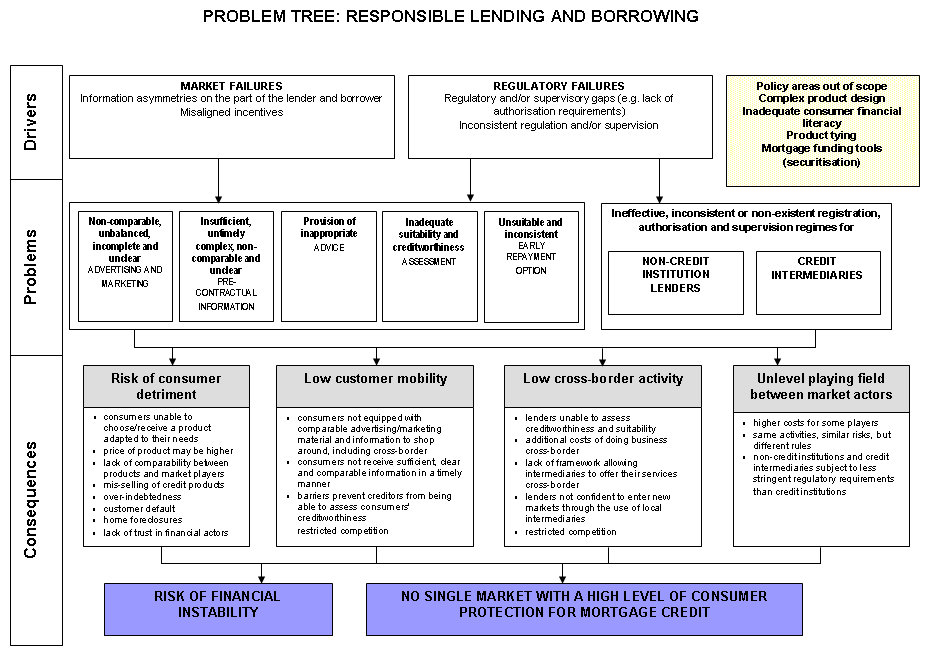 PROBLEM TREE: RESPONSIBLE LENDING AND BORROWING
Drivers
MARKET FAILURES
Information asymmetries on the part of the lender and borrower
Misaligned incentives
REGULATORY FAILURES
Regulatory and/or supervisory gaps (e.g. lack of
authorisation requirements)
Inconsistent regulation and/or supervision
Policy areas out of scope
Complex product design
Inadequate consumer financial
literacy
Product tying
Mortgage funding tools
(securitisation)
Problems
Non-comparable,
unbalanced,
incomplete and
unclear
ADVERTISING AND
MARKETING
Insufficient,
untimely
complex, non-
comparable and
unclear
PRE-
CONTRACTUAL
INFORMATION
Provision of
inappropriate
ADVICE
Inadequate
suitability and
creditworthiness
ASSESSMENT
Unsuitable and
inconsistent
EARLY
REPAYMENT
OPTION
Ineffective, inconsistent or non-existent registration,
authorisation and supervision regimes for
NON-CREDIT
INSTITUTION
LENDERS
CREDIT
INTERMEDIARIES
Consequences
Risk of consumer
detriment
• consumers unable to
choose/receive a product
adapted to their needs
• price of product may be higher
• lack of comparability between
products and market players
• mis-selling of credit products
• over-indebtedness
• customer default
• home foreclosures
• lack of trust in financial actors
Low customer mobility
• consumers not equipped with
comparable advertising/marketing
material and information to shop
around, including cross-border
• consumers not receive sufficient, clear
and comparable information in a timely
manner
• barriers prevent creditors from being
able to assess consumers'
creditworthiness
restricted competition
Low cross-border activity
• lenders unable to assess
creditworthiness and suitability
• additional costs of doing business
cross-border
• lack of framework allowing
intermediaries to offer their services
cross-border
• lenders not confident to enter new
markets through the use of local
intermediaries
• restricted competition
Unlevel playing field
between market actors
• higher costs for some players
• same activities, similar risks, but
different rules
• non-credit institutions and credit
intermediaries subject to less
stringent regulatory requirements
than credit institutions
RISK OF FINANCIAL
INSTABILITY
NO SINGLE MARKET WITH A HIGH LEVEL OF CONSUMER
PROTECTION FOR MORTGAGE CREDIT